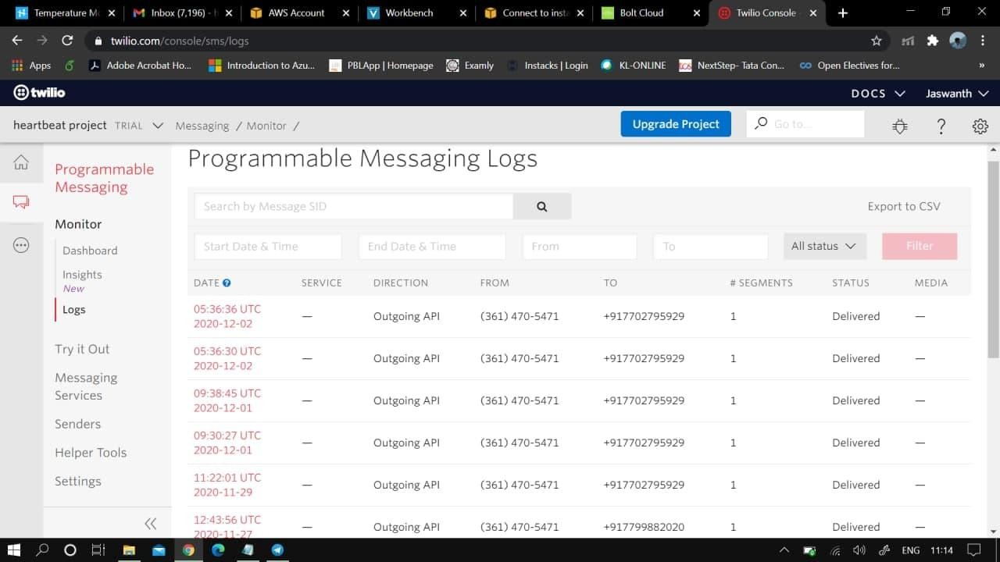 Temperature M
Inbox (7,196) - h
AWS Account
Workbench
Connect to insta
Bolt Cloud
Twilio Console
twilio.com/console/sms/logs
Apps
Adobe Acrobat Ho...
Introduction to Azu...
PBLApp | Homepage
Examly
Instacks | Login
KL-ONLINE
NextStep- Tata Con...
Open Electives for...
»
twilio
DOCS
Jaswanth
heartbeat project TRIAL
Messaging / Monitor /
Upgrade Project
Go to...
Programmable
Messaging
Monitor
Dashboard
Insights
New
Logs
Try it Out
Messaging
Services
Senders
Helper Tools
Settings
Programmable Messaging Logs
Search by Message SID
Export to CSV
Start Date & Time
End Date & Time
From
To
All status
Filter
DATE SERVICE DIRECTION FROM TO # SEGMENTS STATUS MEDIA
05:36:36 UTC
2020-12-02
— Outgoing API (361) 470-5471 +917702795929 1 Delivered —
05:36:30 UTC
2020-12-02
— Outgoing API (361) 470-5471 +917702795929 1 Delivered —
09:38:45 UTC
2020-12-01
— Outgoing API (361) 470-5471 +917702795929 1 Delivered —
09:30:27 UTC
2020-12-01
— Outgoing API (361) 470-5471 +917702795929 1 Delivered —
11:22:01 UTC
2020-11-29
— Outgoing API (361) 470-5471 +917702795929 1 Delivered —
12:43:56 UTC
2020-11-27
— Outgoing API (361) 470-5471 +917799882020 1 Delivered —
ENG
11:14